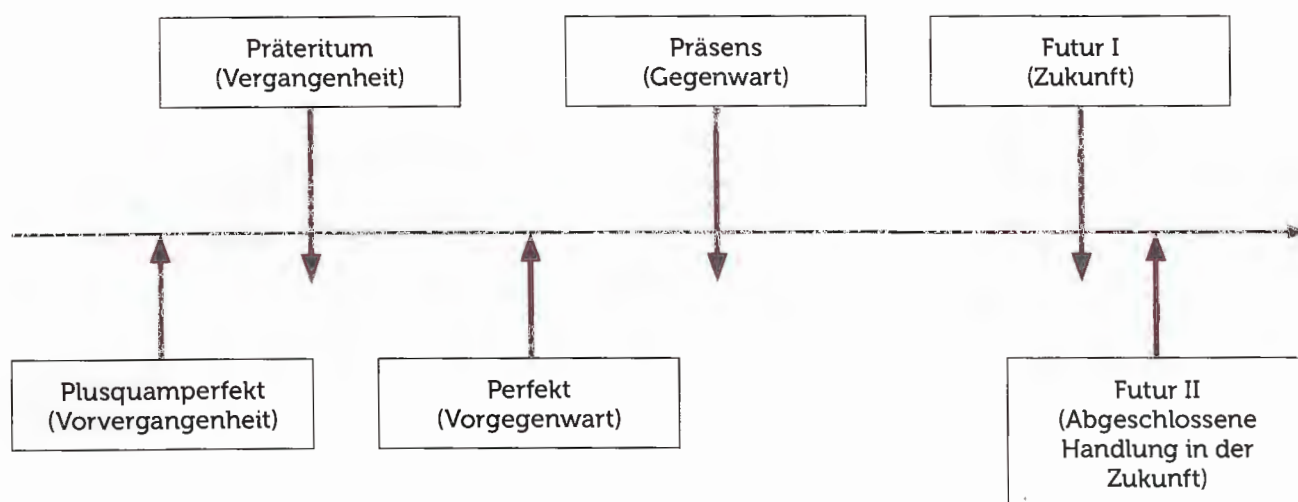 Präteritum
(Vergangenheit)
Präsens
(Gegenwart)
Futur I
(Zukunft)
Plusquamperfekt
(Vorvergangenheit)
Perfekt
(Vorgegenwart)
Futur II
(Abgeschlossene
Handlung in der
Zukunft)